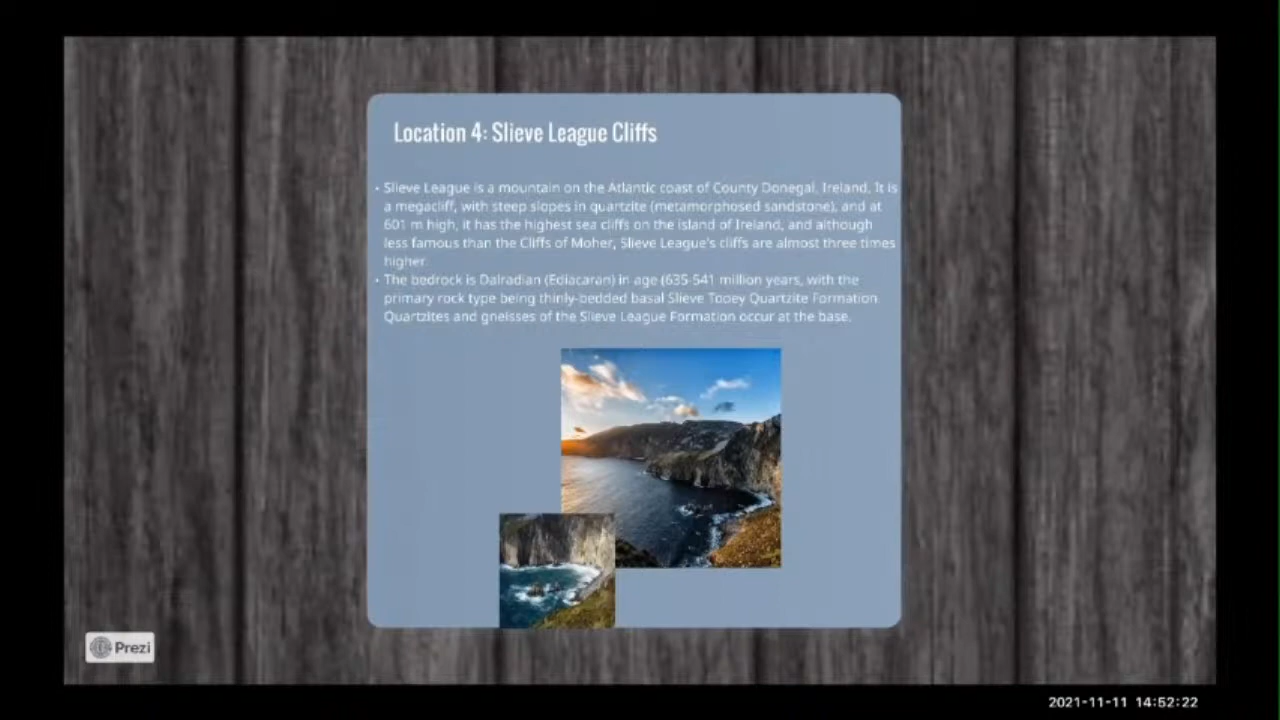 Location 4: Slieve League Cliffs
• Slieve League is a mountain on the Atlantic coast of County Donegal, Ireland. It is
a megacliff, with steep slopes in quartzite (metamorphosed sandstone), and at
601 m high, it has the highest sea cliffs on the island of Ireland, and although
less famous than the Cliffs of Moher, Slieve League's cliffs are almost three times
higher.
• The bedrock is Dalradian (Ediacaran) in age (635-541 million years, with the
primary rock type being thinly-bedded basal Slieve Tooey Quartzite Formation.
Quartzites and gneisses of the Slieve League Formation occur at the base.
Prezi
2021-11-11 14:52:22